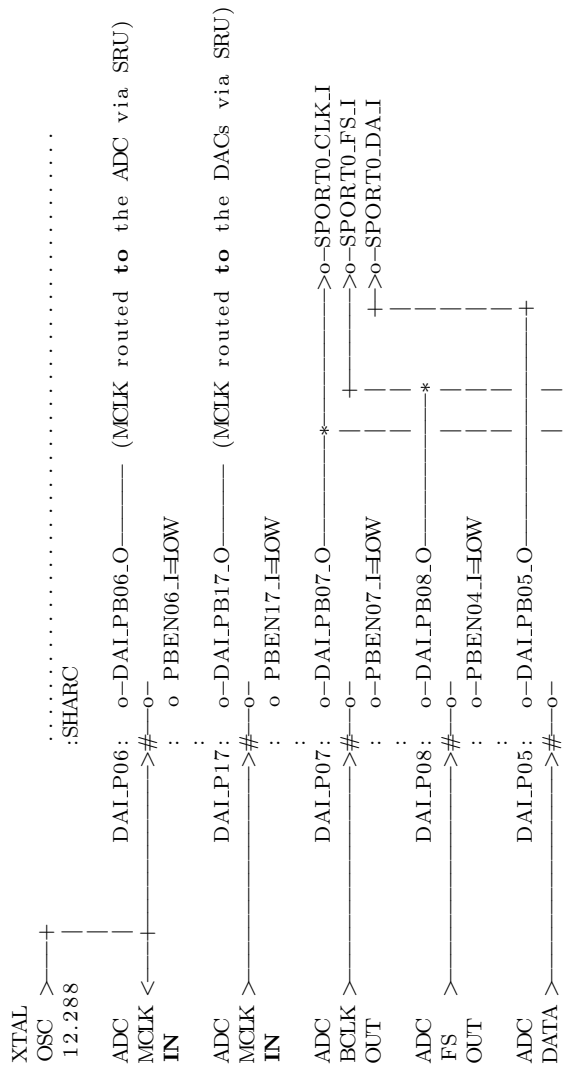 XTAL
OSC >------+ ..............................
12.288 | :SHARC
|
ADC | DAI_P06: o-DAI_PB06_O------ (MCLK routed to the ADC via SRU)
MCLK <------+------>#---o-
IN : o PBEN06_I=LOW
:
ADC DAI_P17: o-DAI_PB17_O------ (MCLK routed to the DACs via SRU)
MCLK >------------->#---o-
IN : o PBEN17_I=LOW
:
ADC DAI_P07: o-DAI_PB07_O------*------>o-SPORT0_CLK_I
BCLK >------------->#---o- | +------>o-SPORT0_FS_I
OUT : o-PBEN07_I=LOW | | +-->o-SPORT0_DA_I
: | | |
ADC DAI_P08: o-DAI_PB08_O------|--* |
FS >------------->#---o- | | |
OUT : o-PBEN04_I=LOW | | |
: | | |
ADC DAI_P05: o-DAI_PB05_O------|--|---+
DATA >------------->#---o- | |